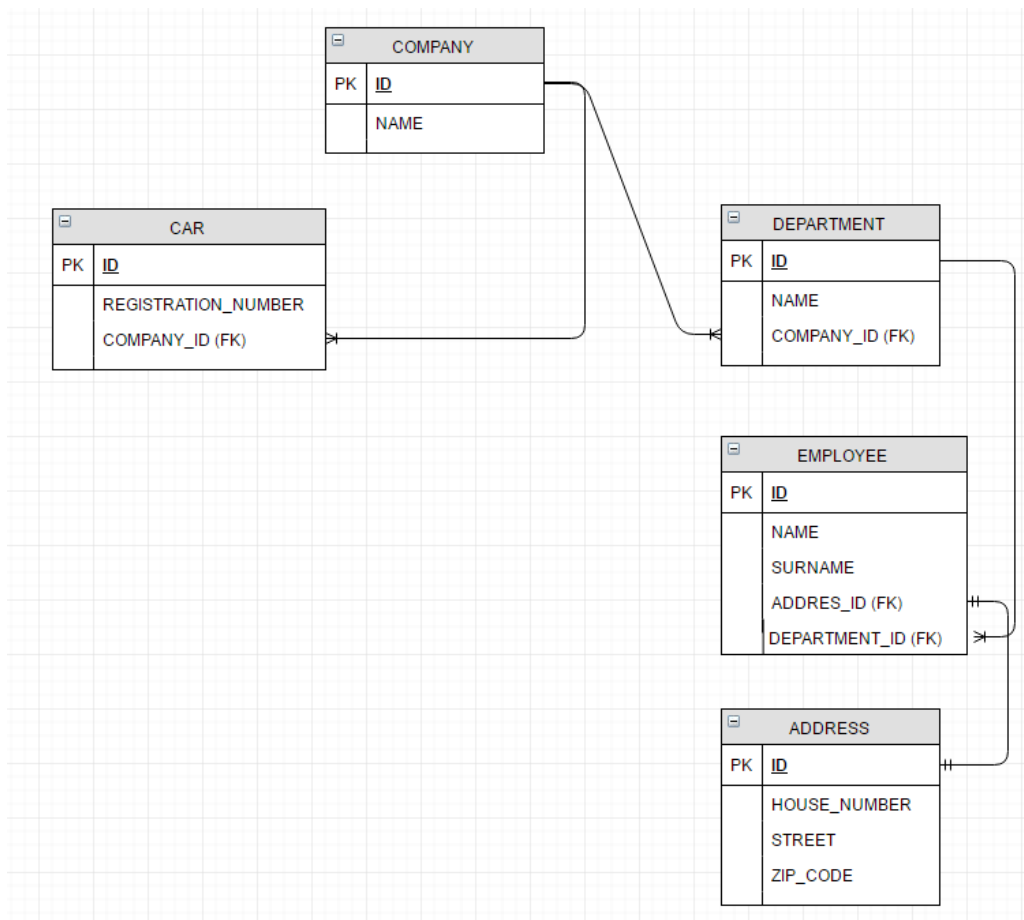 COMPANY
PK ID
NAME
CAR
PK ID
REGISTRATION_NUMBER
COMPANY_ID (FK)
DEPARTMENT
PK ID
NAME
COMPANY_ID (FK)
EMPLOYEE
PK ID
NAME
SURNAME
ADDRES_ID (FK)
DEPARTMENT_ID (FK)
ADDRESS
PK ID
HOUSE_NUMBER
STREET
ZIP_CODE